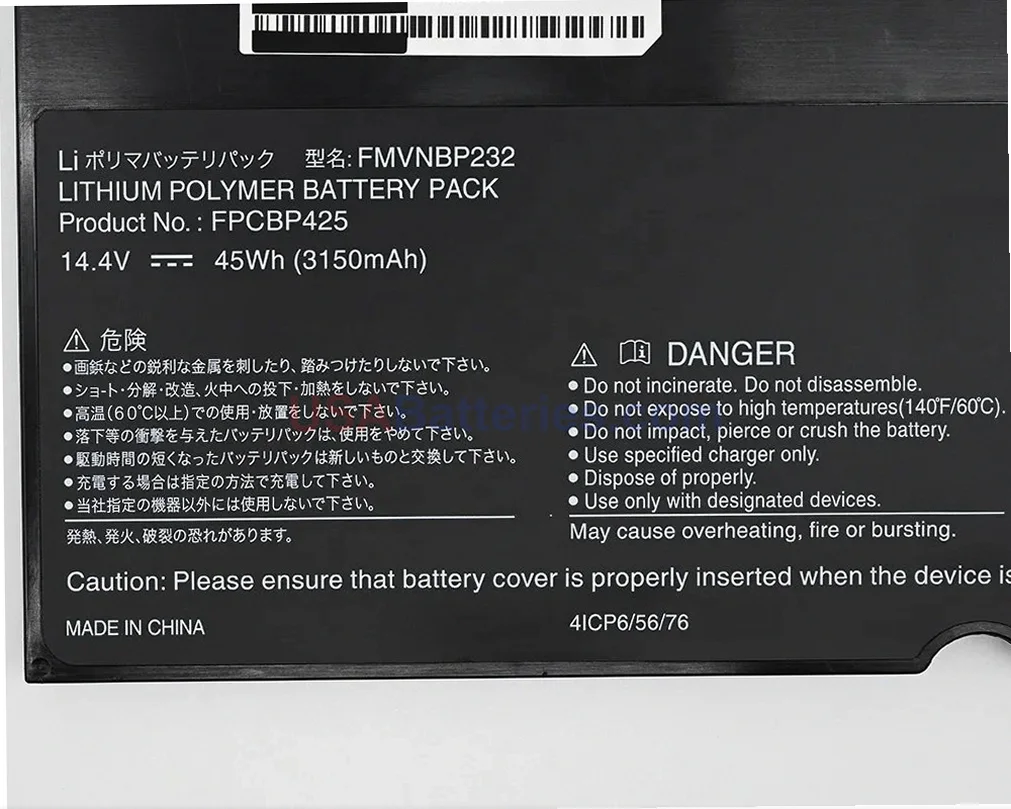 Li ポリマバッテリパック 型名: FMVNBP232
LITHIUM POLYMER BATTERY PACK
Product No. : FPCBP425
14.4V 45Wh (3150mAh)
危険
●画鋲などの鋭利な金属を刺したり、踏みつけたりしないで下さい。
●ショート・分解・改造、火中への投下・加熱をしないで下さい。
●高温(60℃以上)での使用・放置をしないで下さい。
●落下等の衝撃を与えたバッテリパックは、使用をやめて下さい。
●駆動時間の短くなったバッテリパックは新しいものと交換して下さい。
●充電する場合は指定の方法で充電して下さい。
●当社指定の機器以外には使用しないで下さい。
発熱、発火、破裂の恐れがあります。
DANGER
●Do not incinerate. Do not disassemble.
●Do not expose to high temperatures(140℉/60℃).
●Do not impact, pierce or crush the battery.
●Use specified charger only.
●Dispose of properly.
●Use only with designated devices.
May cause overheating, fire or bursting.
USABatteries.com
Caution: Please ensure that battery cover is properly inserted when the device is
MADE IN CHINA
4ICP6/56/76